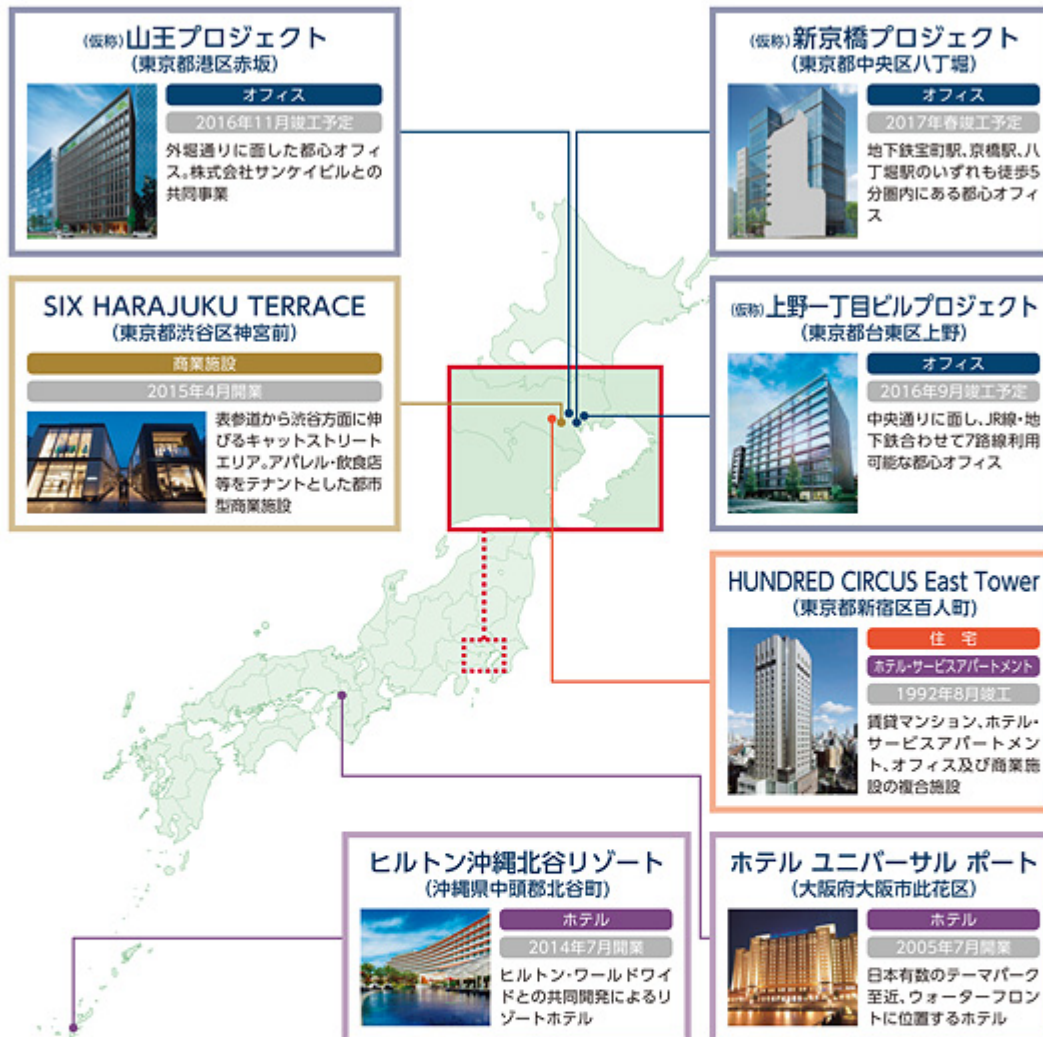 (仮称)山王プロジェクト
(東京都港区赤坂)
オフィス
2016年11月竣工予定
外堀通りに面した都心オフィ
ス。株式会社サンケイビルとの
共同事業
(仮称)新京橋プロジェクト
(東京都中央区八丁堀)
オフィス
2017年春竣工予定
地下鉄宝町駅、京橋駅、八
丁堀駅のいずれも徒歩5
分圏内にある都心オフィ
ス
SIX HARAJUKU TERRACE
(東京都渋谷区神宮前)
商業施設
2015年4月開業
表参道から渋谷方面に伸
びるキャットストリート
エリア。アパレル・飲食店
等をテナントとした都市
型商業施設
(仮称)上野一丁目ビルプロジェクト
(東京都台東区上野)
オフィス
2016年9月竣工予定
中央通りに面し、JR線・地
下鉄合わせて7路線利用
可能な都心オフィス
HUNDRED CIRCUS East Tower
(東京都新宿区百人町)
住 宅
ホテル・サービスアパートメント
1992年8月竣工
賃貸マンション、ホテル・
サービスアパートメン
ト、オフィス及び商業施
設の複合施設
ヒルトン沖縄北谷リゾート
(沖縄県中頭郡北谷町)
ホテル
2014年7月開業
ヒルトン・ワールドワイ
ドとの共同開発によるリ
ゾートホテル
ホテル ユニバーサル ポート
(大阪府大阪市此花区)
ホテル
2005年7月開業
日本有数のテーマパーク
至近、ウォーターフロン
トに位置するホテル